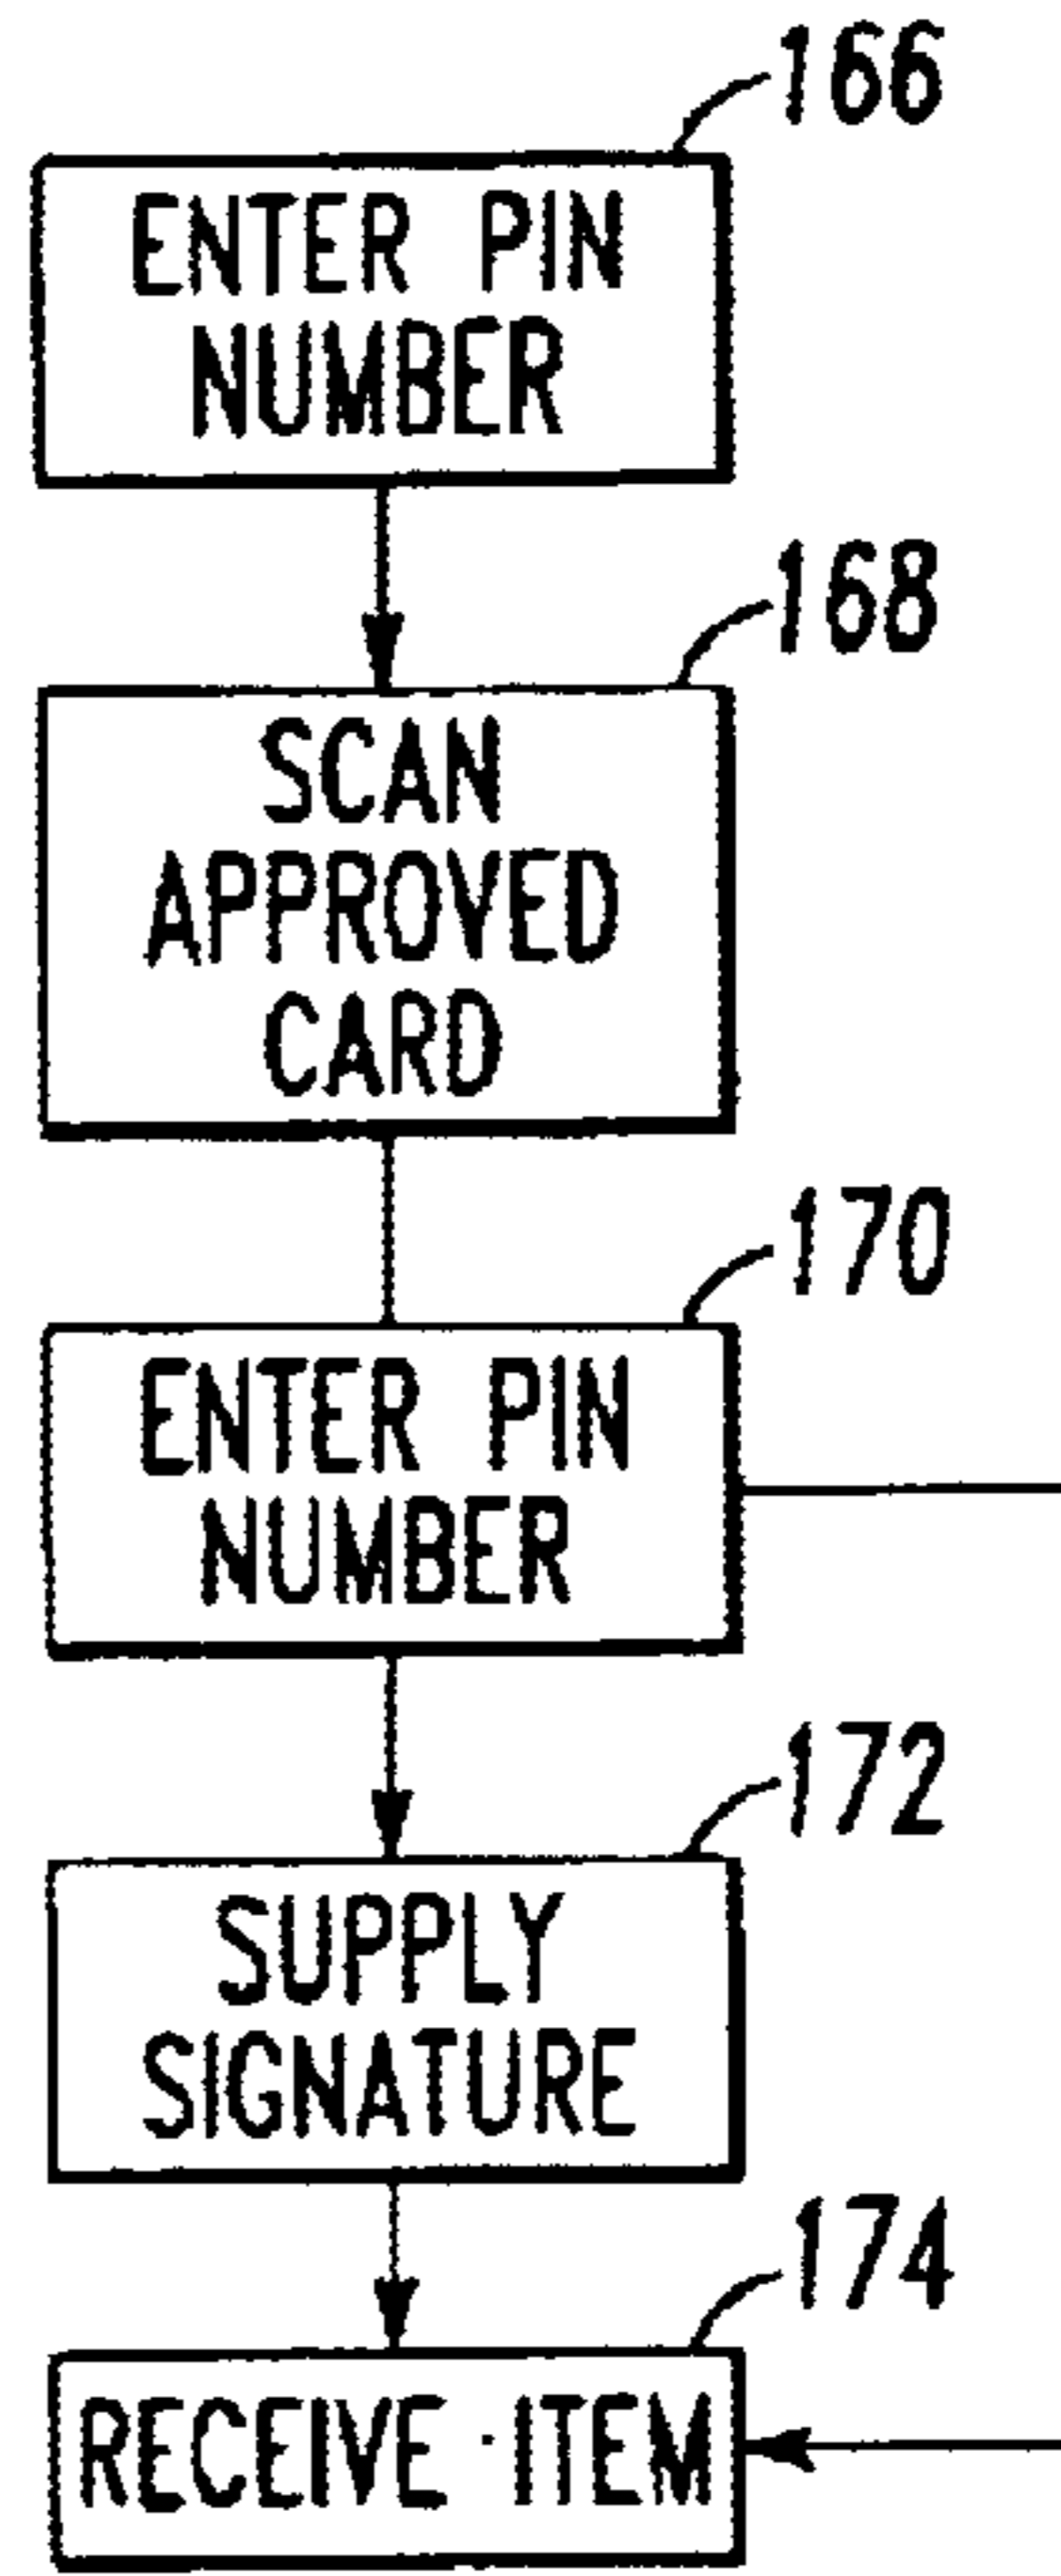 166
ENTER PIN
NUMBER
168
SCAN
APPROVED
CARD
170
ENTER PIN
NUMBER
172
SUPPLY
SIGNATURE
174
RECEIVE ITEM